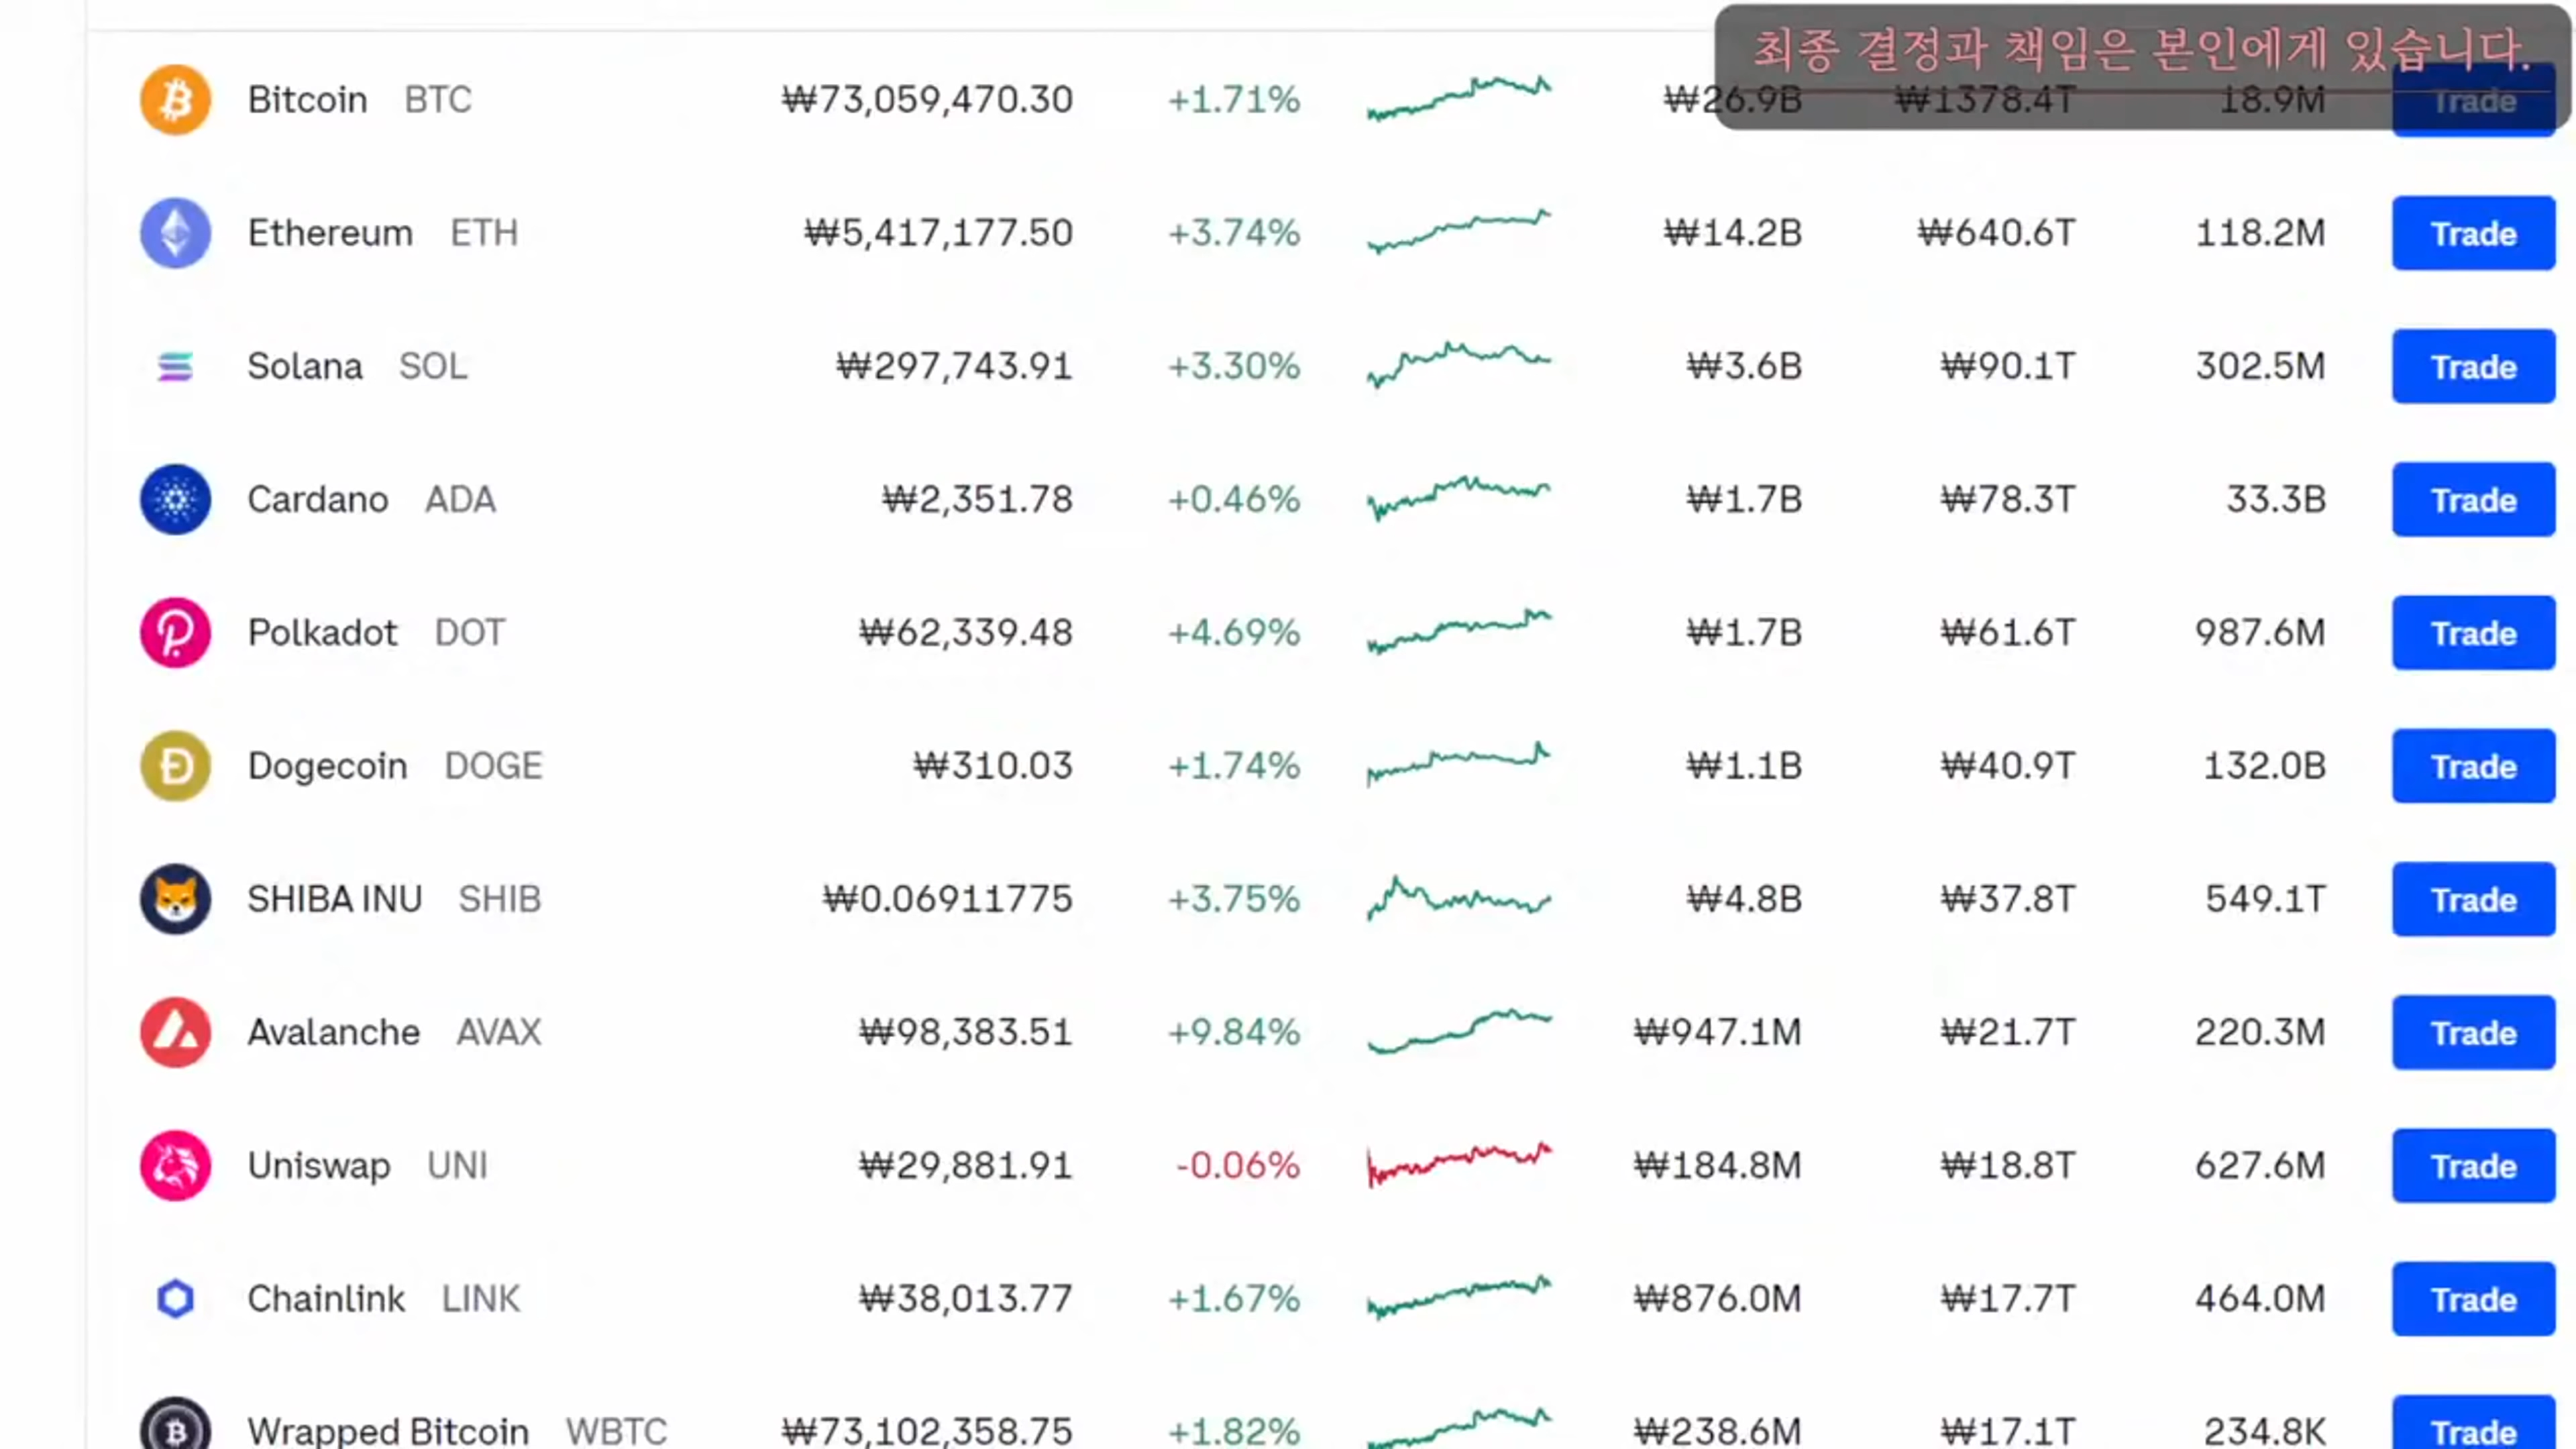 최종 결정과 책임은 본인에게 있습니다.
Bitcoin BTC ₩73,059,470.30 +1.71% ₩26.9B ₩1378.4T 18.9M Trade
Ethereum ETH ₩5,417,177.50 +3.74% ₩14.2B ₩640.6T 118.2M Trade
Solana SOL ₩297,743.91 +3.30% ₩3.6B ₩90.1T 302.5M Trade
Cardano ADA ₩2,351.78 +0.46% ₩1.7B ₩78.3T 33.3B Trade
Polkadot DOT ₩62,339.48 +4.69% ₩1.7B ₩61.6T 987.6M Trade
Dogecoin DOGE ₩310.03 +1.74% ₩1.1B ₩40.9T 132.0B Trade
SHIBA INU SHIB ₩0.06911775 +3.75% ₩4.8B ₩37.8T 549.1T Trade
Avalanche AVAX ₩98,383.51 +9.84% ₩947.1M ₩21.7T 220.3M Trade
Uniswap UNI ₩29,881.91 -0.06% ₩184.8M ₩18.8T 627.6M Trade
Chainlink LINK ₩38,013.77 +1.67% ₩876.0M ₩17.7T 464.0M Trade
Wrapped Bitcoin WBTC ₩73,102,358.75 +1.82% ₩238.6M ₩17.1T 234.8K Trade